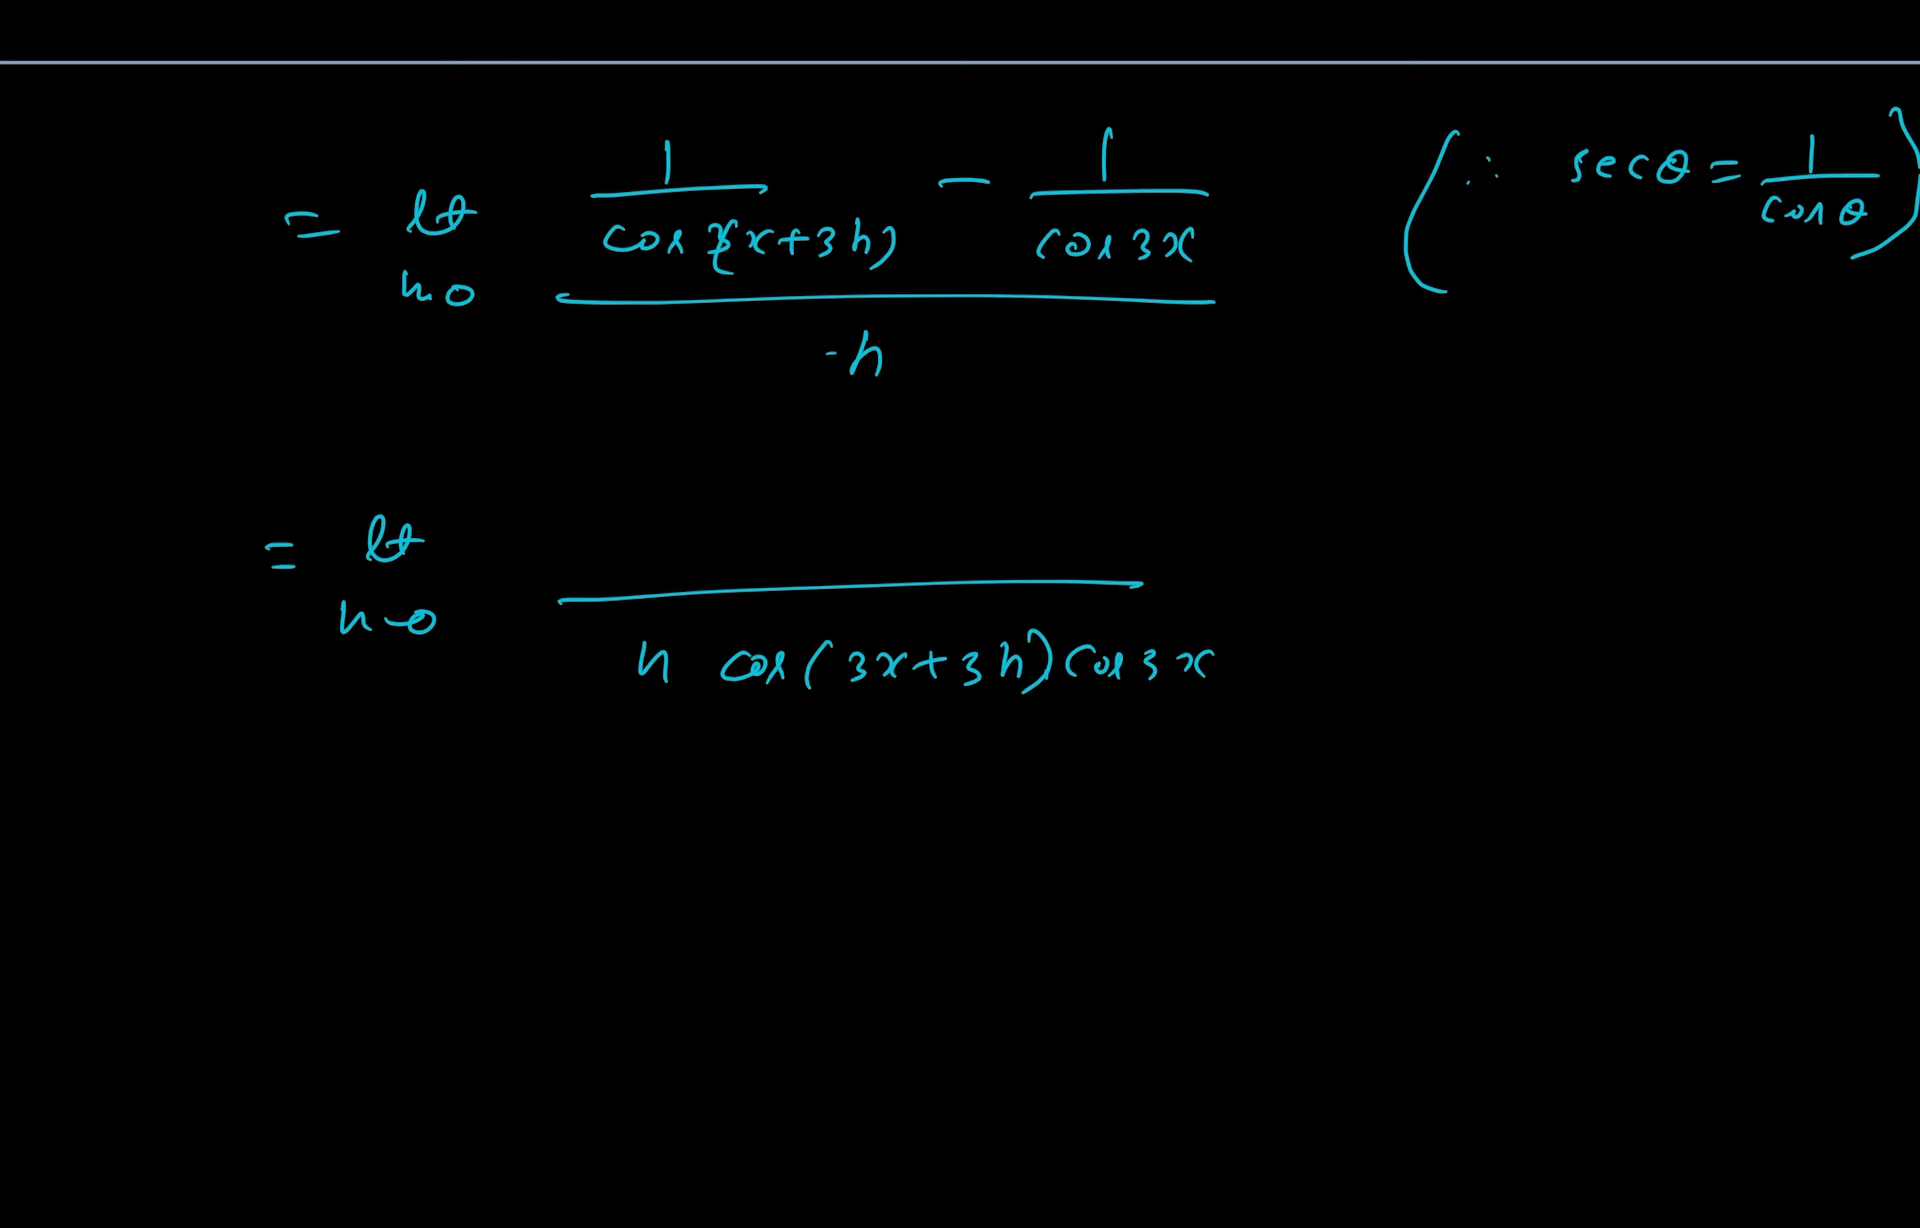 = lt h→0 (1/cos(3x+3h) - 1/cos 3x)/h (∵ secθ = 1/cosθ)
= lt h→0 /(h cos(3x+3h) cos 3x)